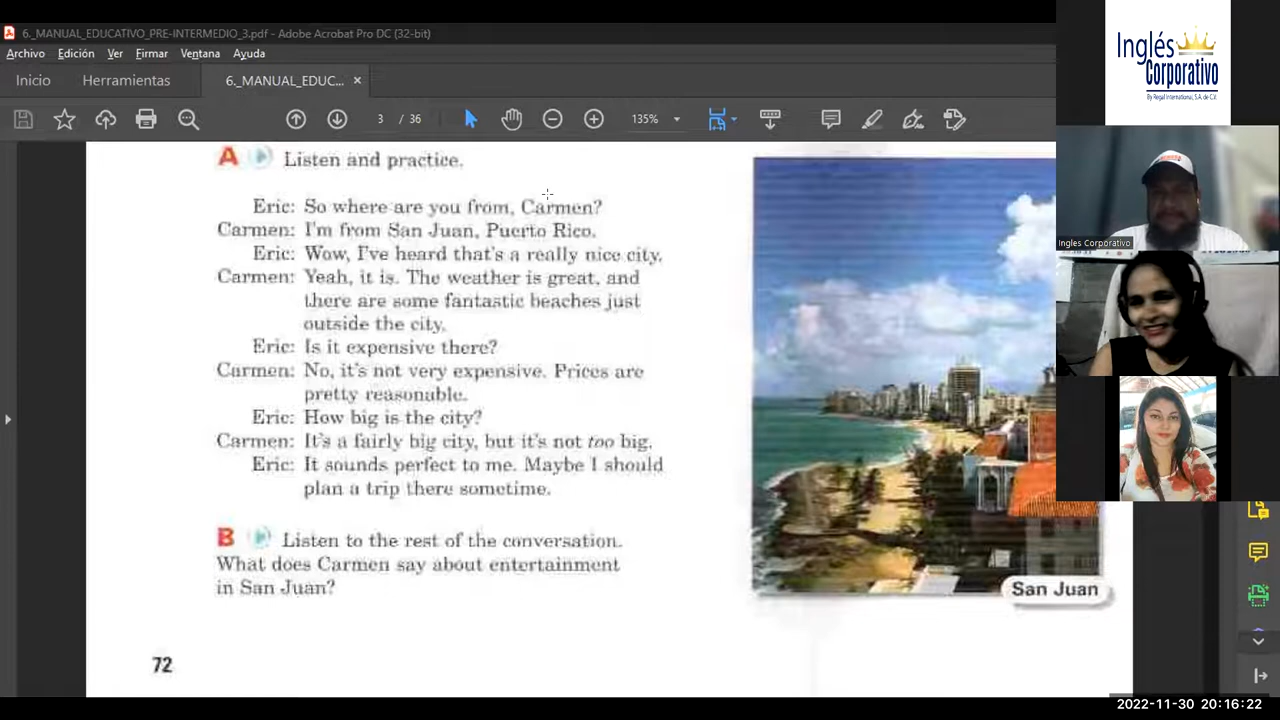 6._MANUAL_EDUCATIVO_PRE-INTERMEDIO_3.pdf - Adobe Acrobat Pro DC (32-bit)
Archivo Edición Ver Firmar Ventana Ayuda
Inicio Herramientas 6._MANUAL_EDUC... ×
3 / 36 135%
A Listen and practice.
Eric: So where are you from, Carmen?
Carmen: I'm from San Juan, Puerto Rico.
Eric: Wow, I've heard that's a really nice city.
Carmen: Yeah, it is. The weather is great, and
there are some fantastic beaches just
outside the city.
Eric: Is it expensive there?
Carmen: No, it's not very expensive. Prices are
pretty reasonable.
Eric: How big is the city?
Carmen: It's a fairly big city, but it's not too big.
Eric: It sounds perfect to me. Maybe I should
plan a trip there sometime.
B Listen to the rest of the conversation.
What does Carmen say about entertainment
in San Juan?
San Juan
72
Inglés
Corporativo
By Regal International, S.A. de C.V.
Ingles Corporativo
2022-11-30 20:16:22